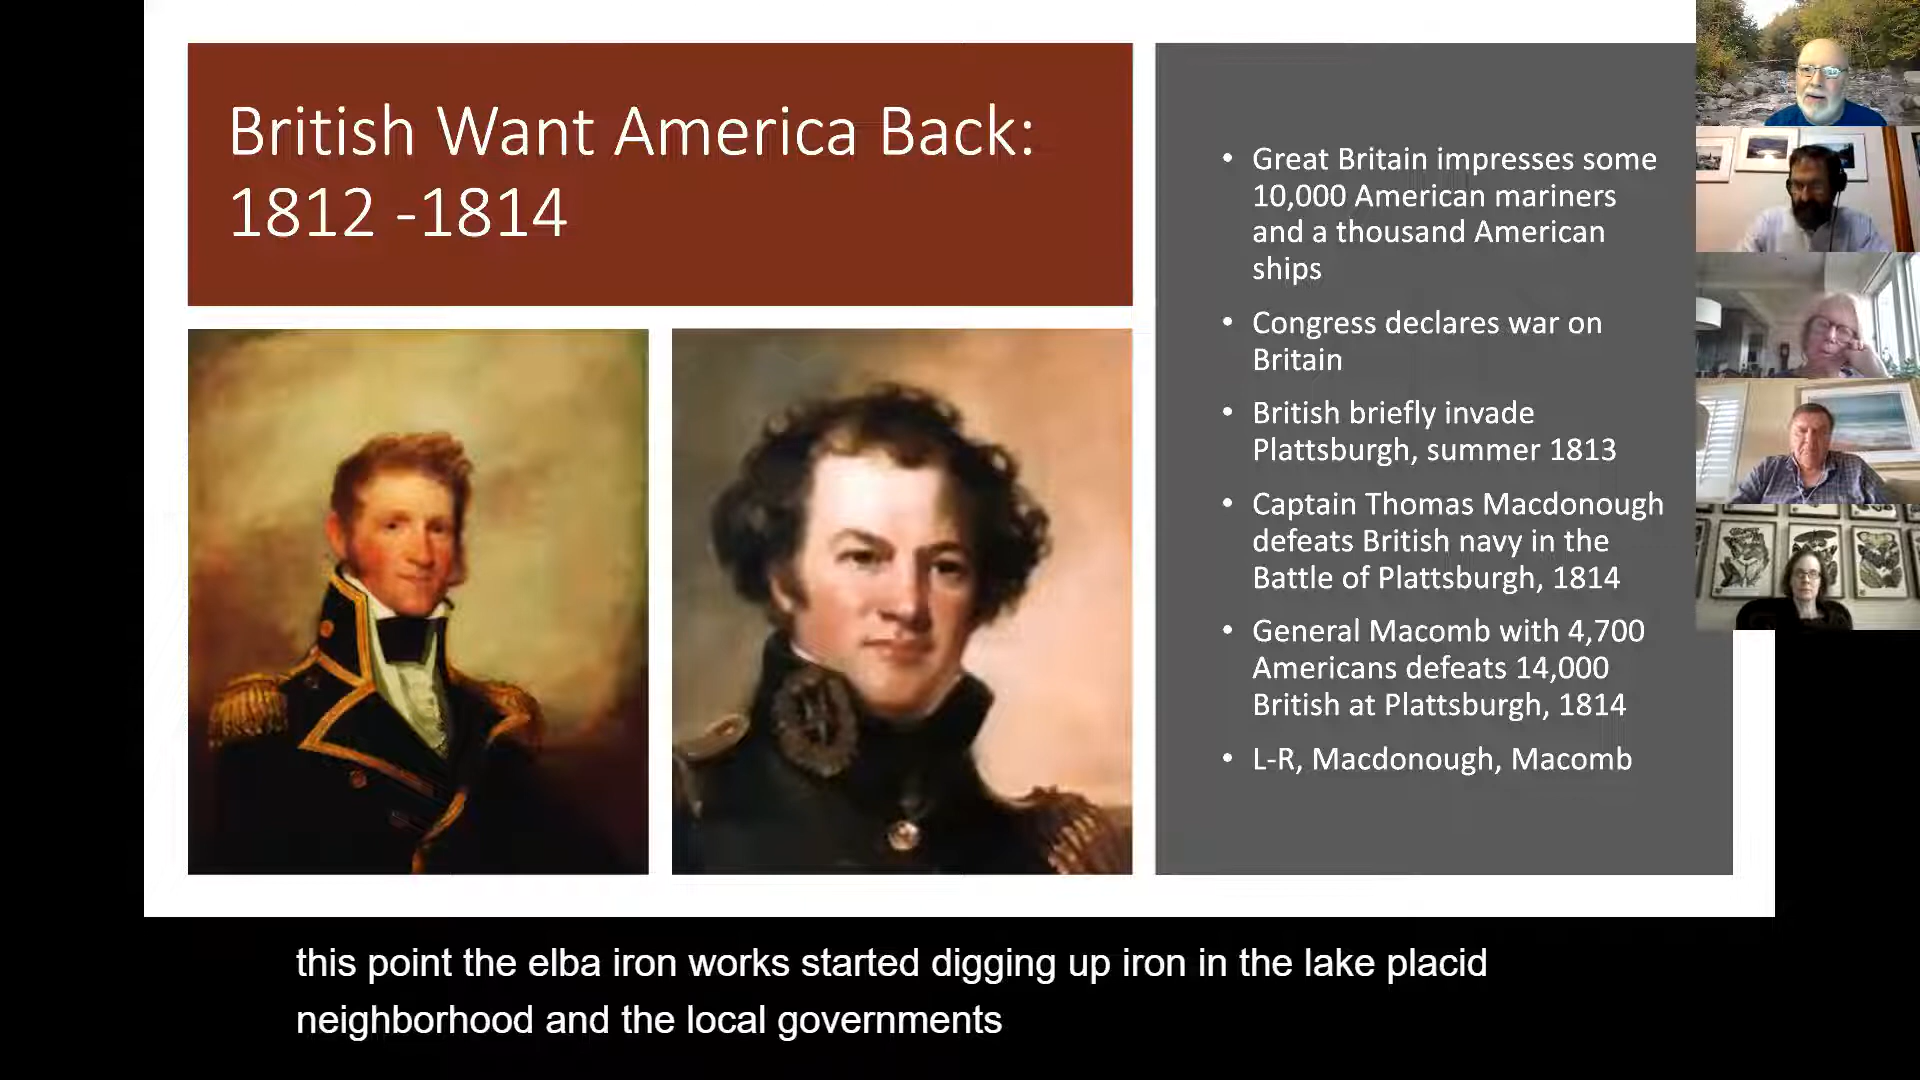 British Want America Back:
1812 -1814
• Great Britain impresses some
10,000 American mariners
and a thousand American
ships
• Congress declares war on
Britain
• British briefly invade
Plattsburgh, summer 1813
• Captain Thomas Macdonough
defeats British navy in the
Battle of Plattsburgh, 1814
• General Macomb with 4,700
Americans defeats 14,000
British at Plattsburgh, 1814
• L-R, Macdonough, Macomb
this point the elba iron works started digging up iron in the lake placid
neighborhood and the local governments